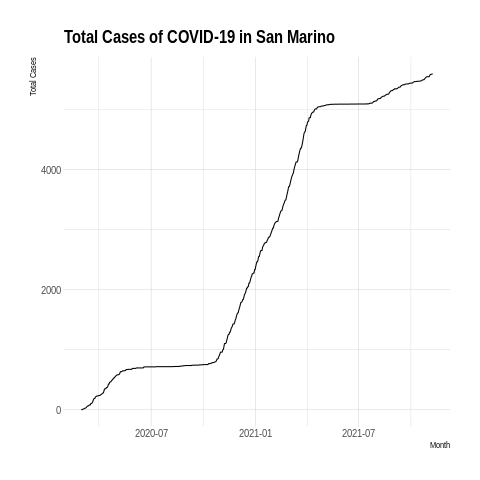 Total Cases of COVID-19 in San Marino
Total Cases
4000
2000
0
2020-07
2021-01
2021-07
Month